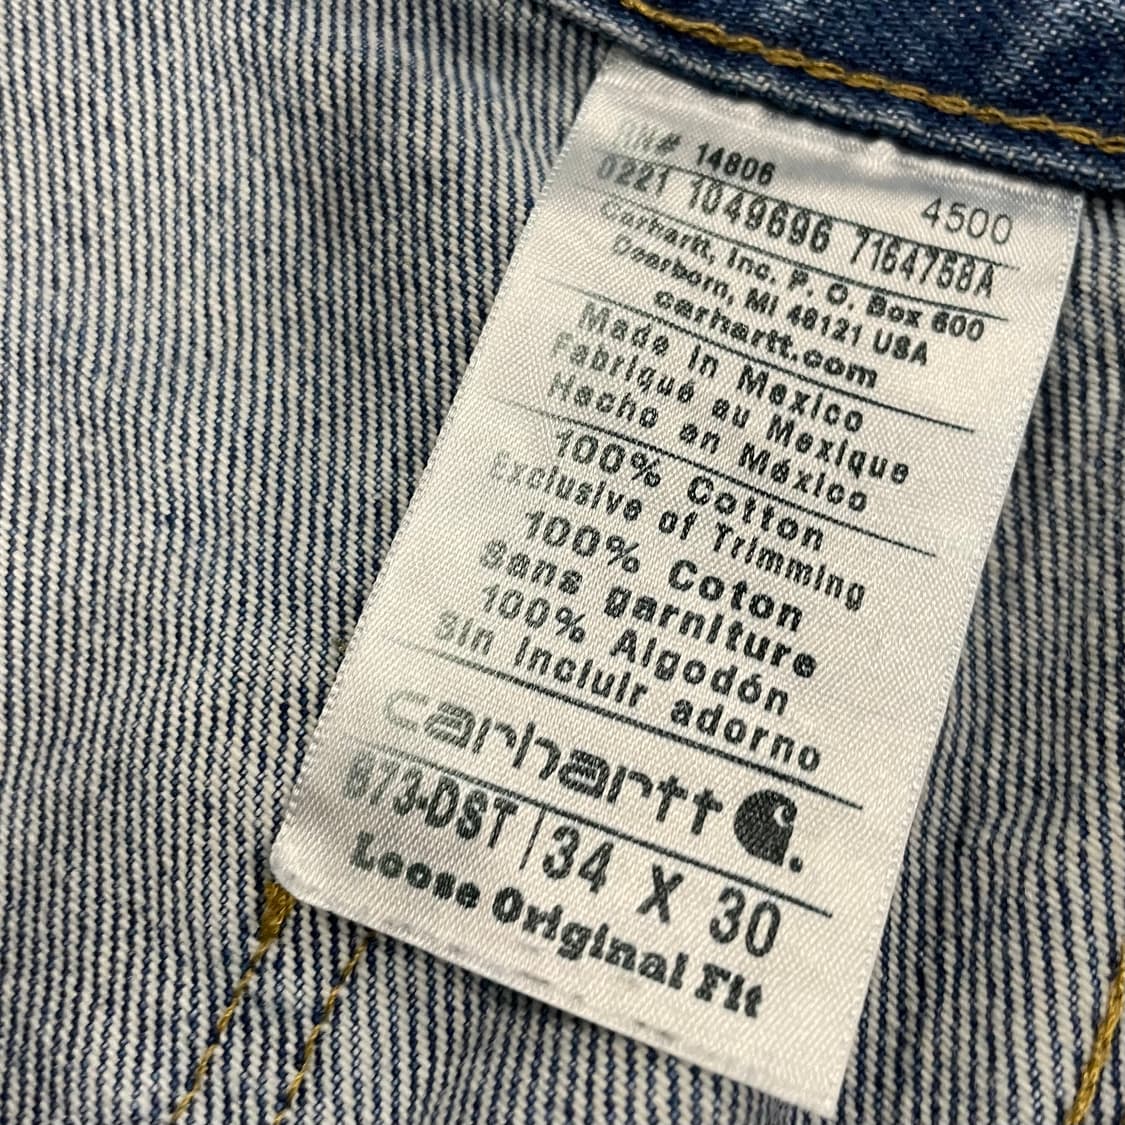 RN# 14806
4500
0221 1049696 7164758A
Carhartt, Inc. P. O. Box 600
Dearborn, MI 48121 USA
carhartt.com
Made in Mexico
Fabriqué au Mexique
Hecho en México
100% Cotton
Exclusive of Trimming
100% Coton
Sans garniture
100% Algodón
Sin incluir adorno
carhartt
873-DST | 34 X 30
Loose Original Fit